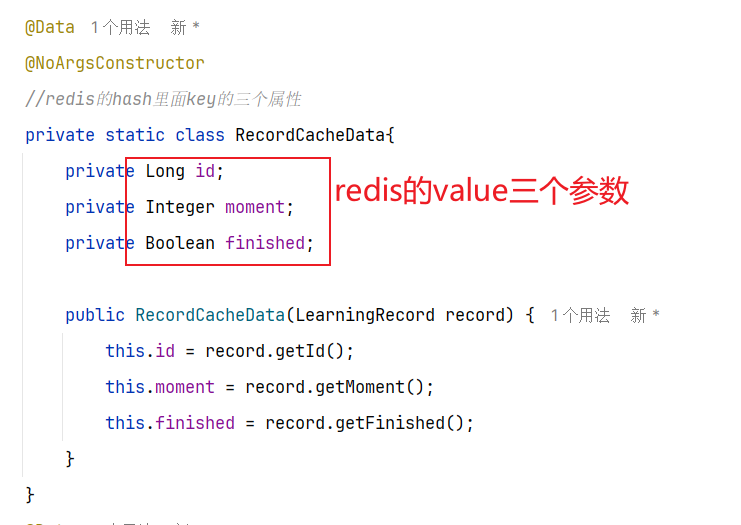 @Data 1个用法 新 *
@NoArgsConstructor
//redis的hash里面key的三个属性
private static class RecordCacheData{
private Long id;
private Integer moment;
private Boolean finished;
redis的value三个参数
public RecordCacheData(LearningRecord record) { 1个用法 新 *
this.id = record.getId();
this.moment = record.getMoment();
this.finished = record.getFinished();
}
}